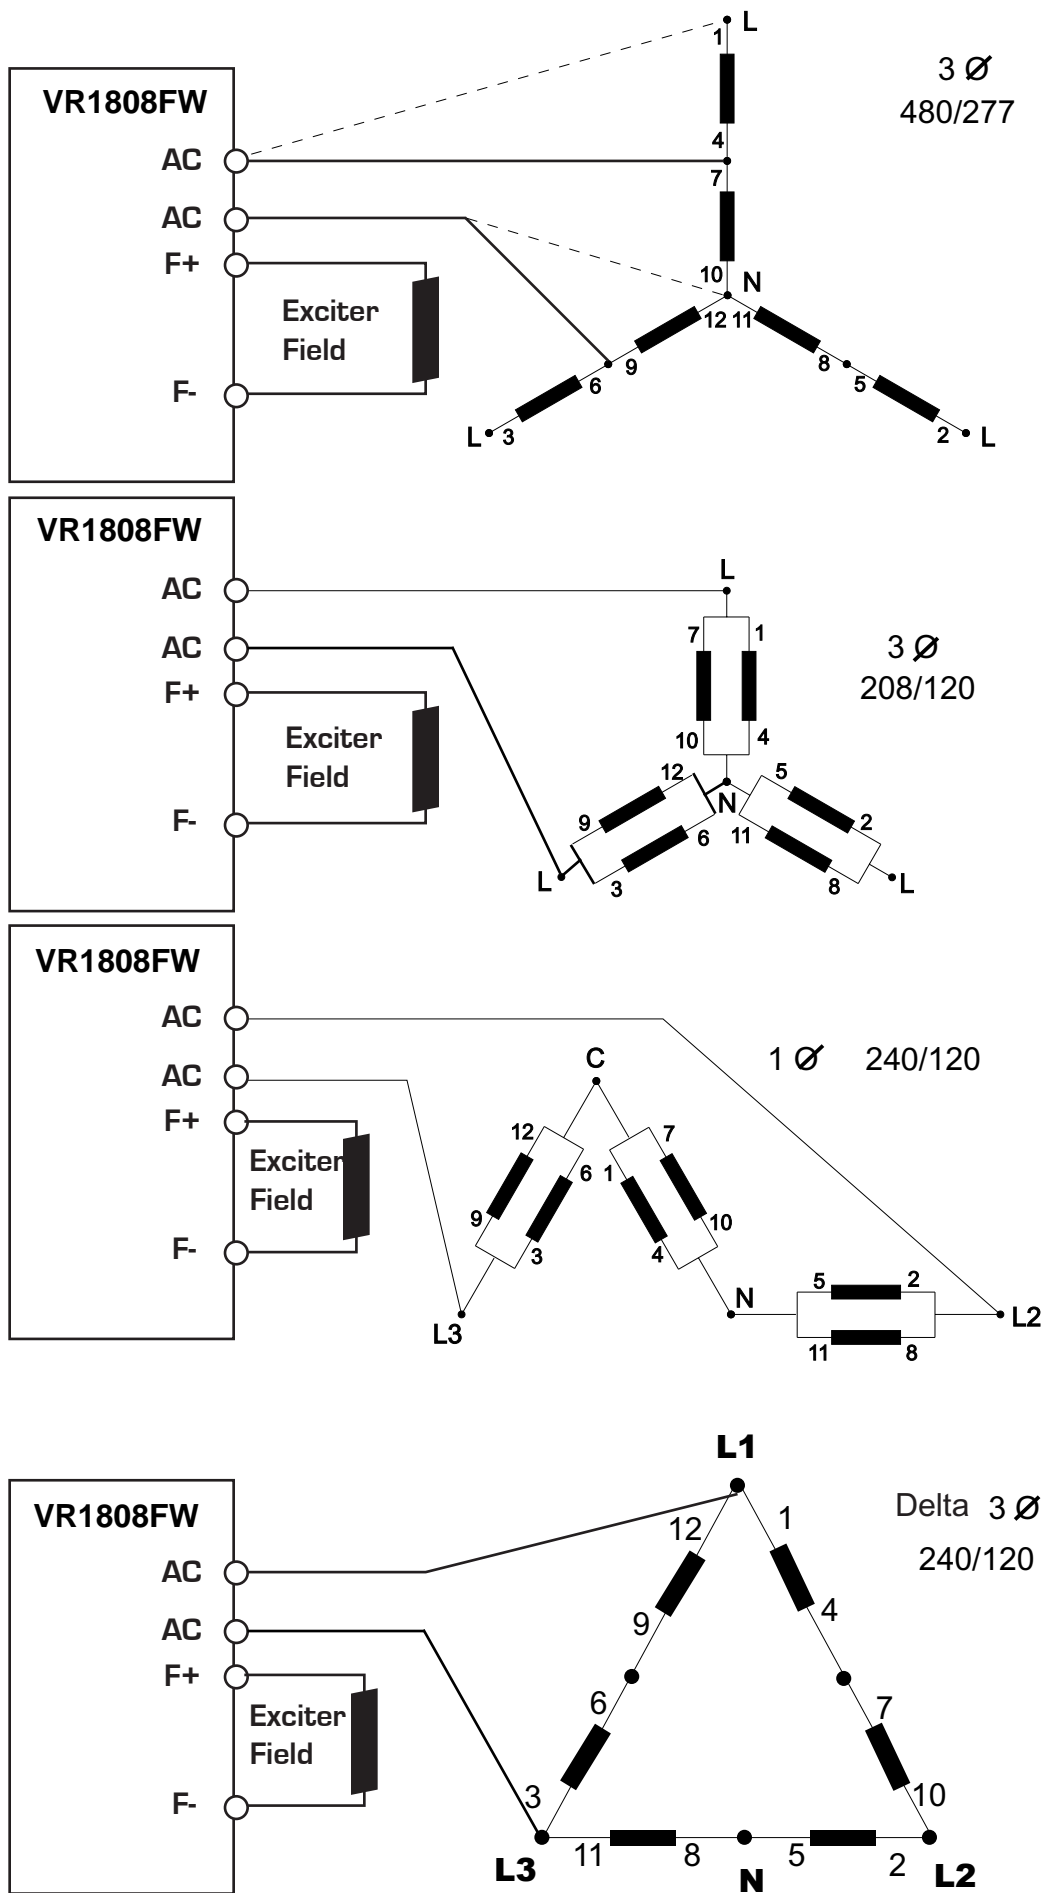 L
1
3 Ø
VR1808FW
480/277
4
AC
7
AC
F+
10 N
Exciter
Field
12 11
9 8
6 5
F-
L 3 2 L
VR1808FW
AC
L
7 1
AC
3 Ø
F+
208/120
Exciter
Field
10 4
12 5
N
9 2
F-
6 11
L 3 8 L
VR1808FW
AC
C
1 Ø 240/120
AC
F+
12 7
Exciter
Field
6 1
9 10
F-
3 4
N 5 2
L3 L2
11 8
L1
VR1808FW
Delta 3 Ø
12 1
240/120
AC
9 4
AC
F+
6 7
Exciter
Field
3 10
F-
11 8 5 2
L3 N L2